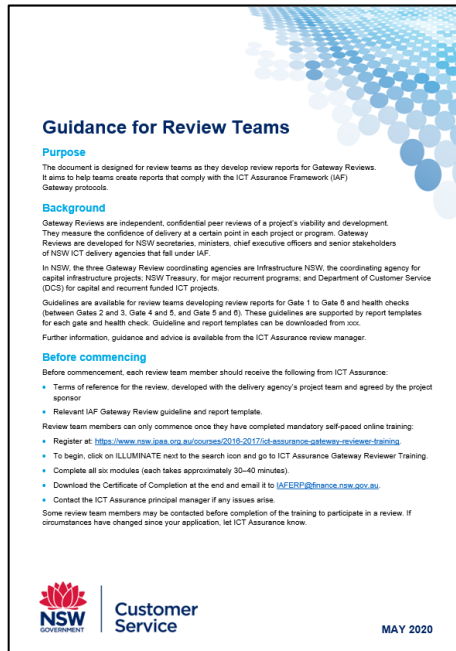 Guidance for Review Teams
Purpose
The document is designed for review teams as they develop review reports for Gateway Reviews.
It aims to help teams create reports that comply with the ICT Assurance Framework (IAF)
Gateway protocols.
Background
Gateway Reviews are independent, confidential peer reviews of a project's viability and development.
They measure the confidence of delivery at a certain point in each project or program. Gateway
Reviews are developed for NSW secretaries, ministers, chief executive officers and senior stakeholders
of NSW ICT delivery agencies that fall under IAF.
In NSW, the three Gateway Review coordinating agencies are Infrastructure NSW, the coordinating agency for
capital infrastructure projects; NSW Treasury, for major recurrent programs; and Department of Customer Service
(DCS) for capital and recurrent funded ICT projects.
Guidelines are available for review teams developing review reports for Gate 1 to Gate 6 and health checks
(between Gates 2 and 3, Gate 4 and 5, and Gate 5 and 6). These guidelines are supported by report templates
for each gate and health check. Guideline and report templates can be downloaded from xxx.
Further information, guidance and advice is available from the ICT Assurance review manager.
Before commencing
Before commencement, each review team member should receive the following from ICT Assurance:
• Terms of reference for the review, developed with the delivery agency's project team and agreed by the project
sponsor
• Relevant IAF Gateway Review guideline and report template.
Review team members can only commence once they have completed mandatory self-paced online training:
• Register at: https://www.nsw.ipaa.org.au/courses/2016-2017/ict-assurance-gateway-reviewer-training.
• To begin, click on ILLUMINATE next to the search icon and go to ICT Assurance Gateway Reviewer Training.
• Complete all six modules (each takes approximately 30–40 minutes).
• Download the Certificate of Completion at the end and email it to IAFERP@finance.nsw.gov.au.
• Contact the ICT Assurance principal manager if any issues arise.
Some review team members may be contacted before completion of the training to participate in a review. If
circumstances have changed since your application, let ICT Assurance know.
NSW
GOVERNMENT
Customer
Service
MAY 2020